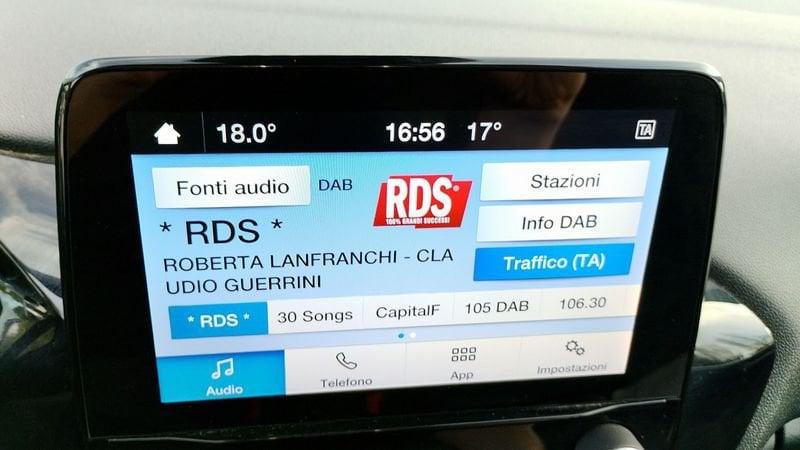 18.0° 16:56 17° TA
Fonti audio DAB RDS® Stazioni
100% GRANDI SUCCESSI
* RDS * Info DAB
ROBERTA LANFRANCHI - CLA
UDIO GUERRINI
Traffico (TA)
* RDS * 30 Songs CapitalF 105 DAB 106.30
Audio Telefono App Impostazioni